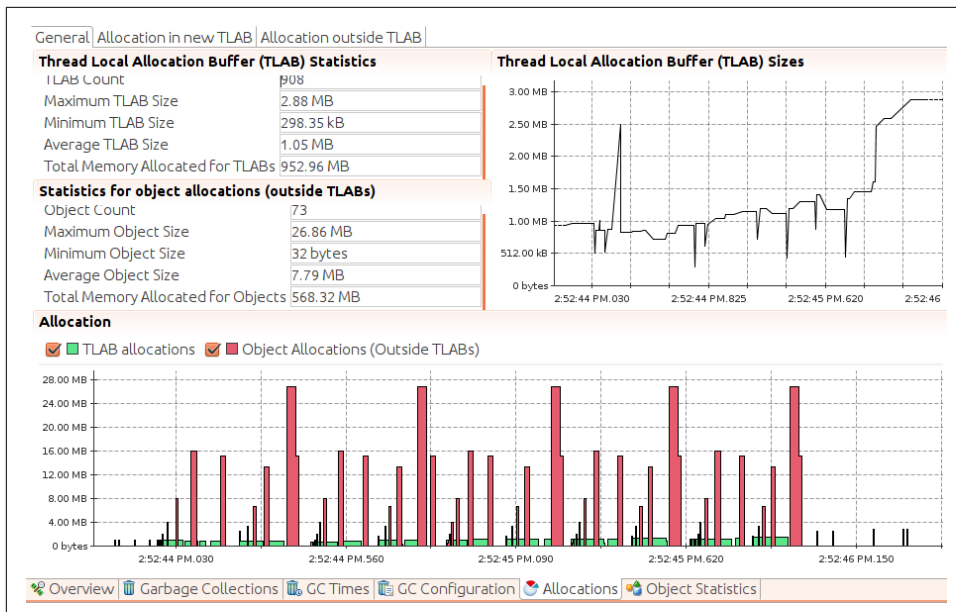 General Allocation in new TLAB Allocation outside TLAB
Thread Local Allocation Buffer (TLAB) Statistics
TLAB Count 908
Maximum TLAB Size 2.88 MB
Minimum TLAB Size 298.35 kB
Average TLAB Size 1.05 MB
Total Memory Allocated for TLABs 952.96 MB
Statistics for object allocations (outside TLABs)
Object Count 73
Maximum Object Size 26.86 MB
Minimum Object Size 32 bytes
Average Object Size 7.79 MB
Total Memory Allocated for Objects 568.32 MB
Thread Local Allocation Buffer (TLAB) Sizes
3.00 MB
2.50 MB
2.00 MB
1.50 MB
1.00 MB
512.00 kB
0 bytes
2:52:44 PM.030 2:52:44 PM.825 2:52:45 PM.620 2:52:46
Allocation
TLAB allocations Object Allocations (Outside TLABs)
28.00 MB
24.00 MB
20.00 MB
16.00 MB
12.00 MB
8.00 MB
4.00 MB
0 bytes
2:52:44 PM.030 2:52:44 PM.560 2:52:45 PM.090 2:52:45 PM.620 2:52:46 PM.150
Overview Garbage Collections GC Times GC Configuration Allocations Object Statistics